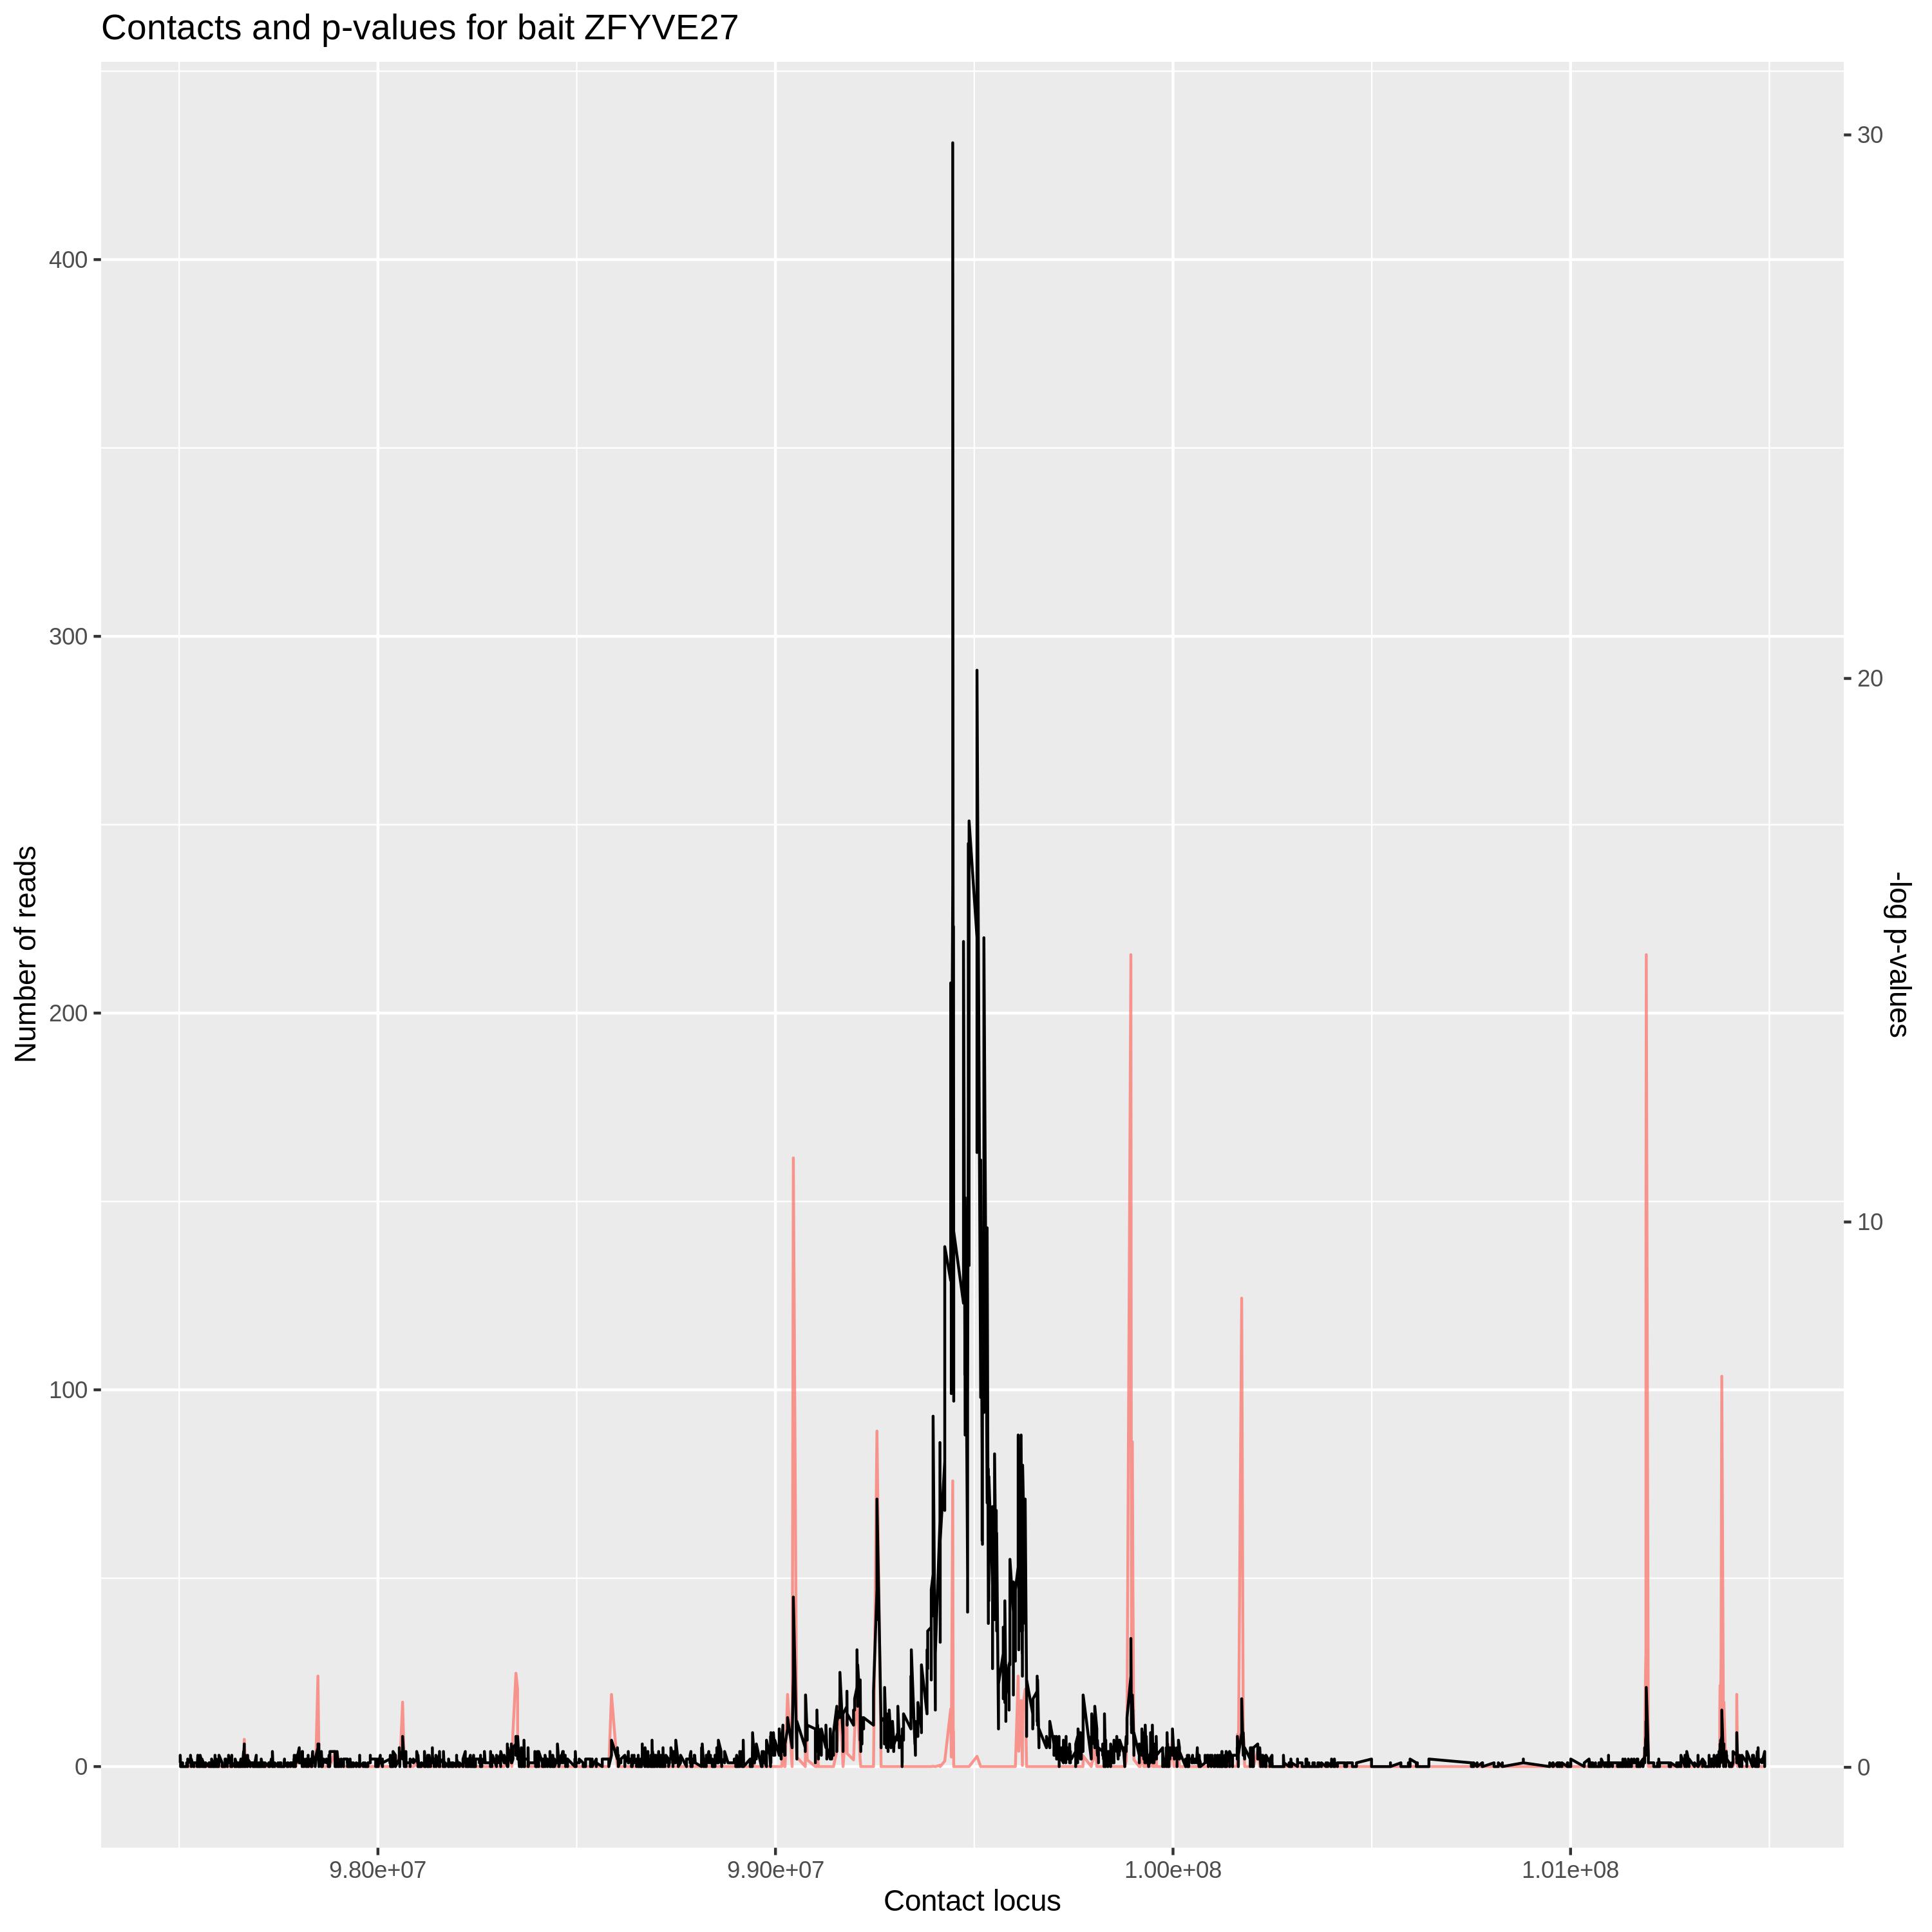 Contacts and p-values for bait ZFYVE27
400
300
200
100
0
Number of reads
30
20
10
0
-log p-values
9.80e+07 9.90e+07 1.00e+08 1.01e+08
Contact locus